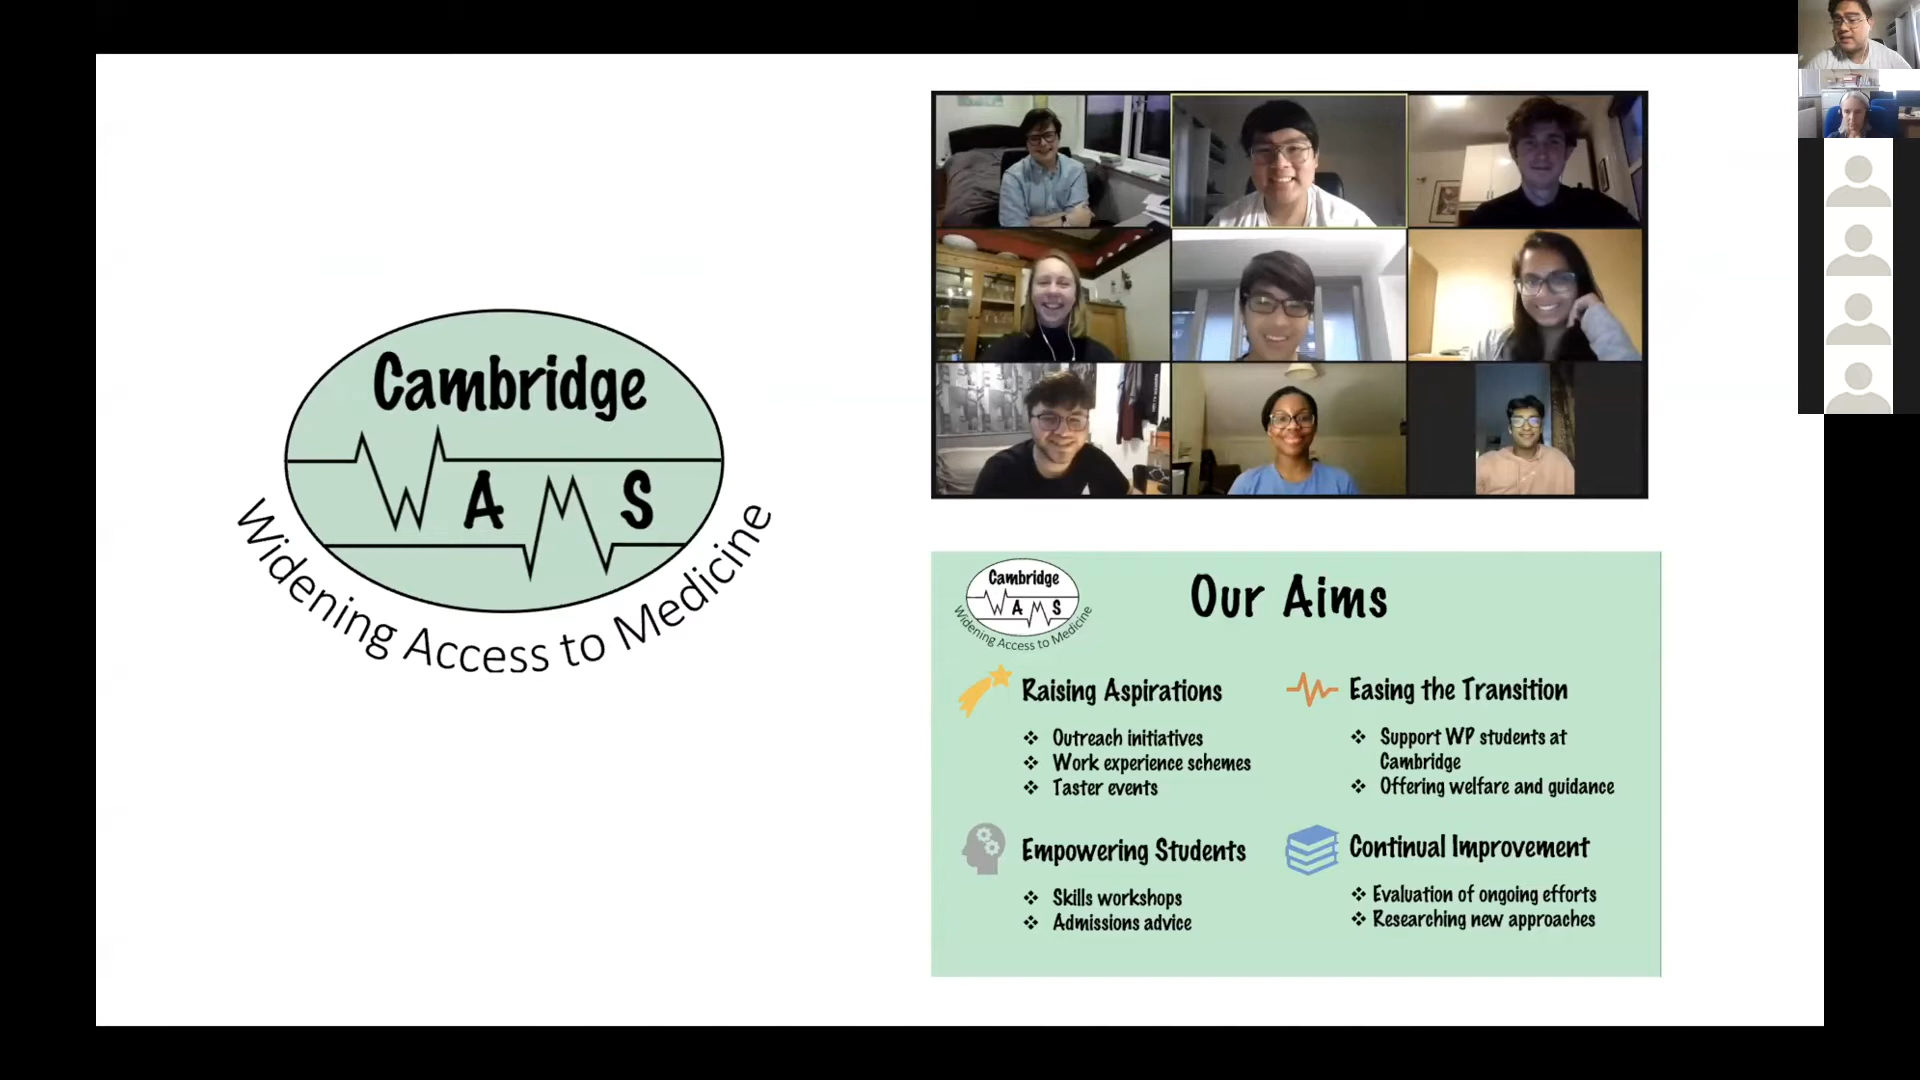 Cambridge
WAMS
Widening Access to Medicine
Cambridge
WAMS
Widening Access to Medicine
Our Aims
Raising Aspirations
❖ Outreach initiatives
❖ Work experience schemes
❖ Taster events
Easing the Transition
❖ Support WP students at
Cambridge
❖ Offering welfare and guidance
Empowering Students
❖ Skills workshops
❖ Admissions advice
Continual Improvement
❖ Evaluation of ongoing efforts
❖ Researching new approaches